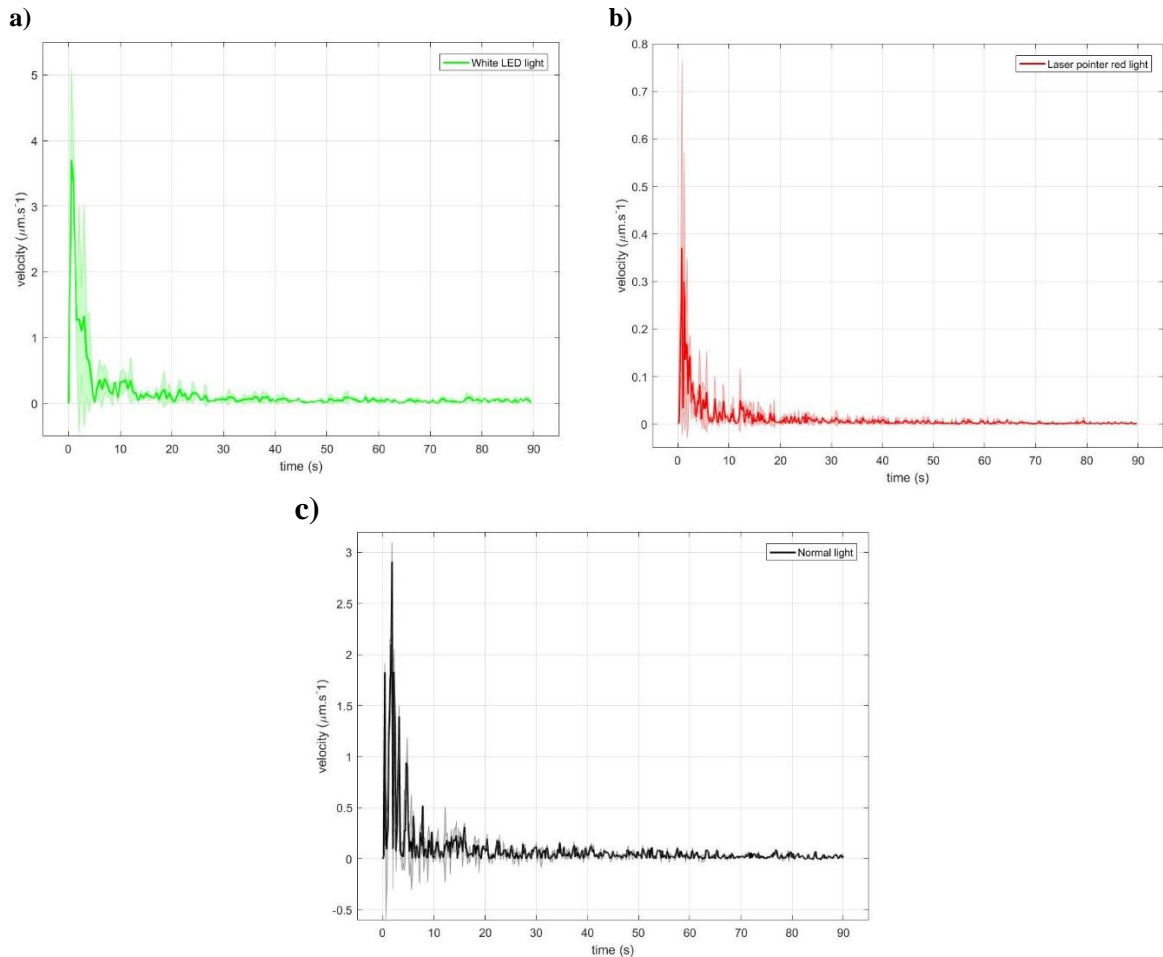 a)
White LED light
5
4
3
2
1
0
velocity (μm.s⁻1)
0 10 20 30 40 50 60 70 80 90
time (s)
b)
Laser pointer red light
0.8
0.7
0.6
0.5
0.4
0.3
0.2
0.1
0
velocity (μm.s⁻1)
0 10 20 30 40 50 60 70 80 90
time (s)
c)
Normal light
3
2.5
2
1.5
1
0.5
0
-0.5
velocity (μm.s⁻1)
0 10 20 30 40 50 60 70 80 90
time (s)